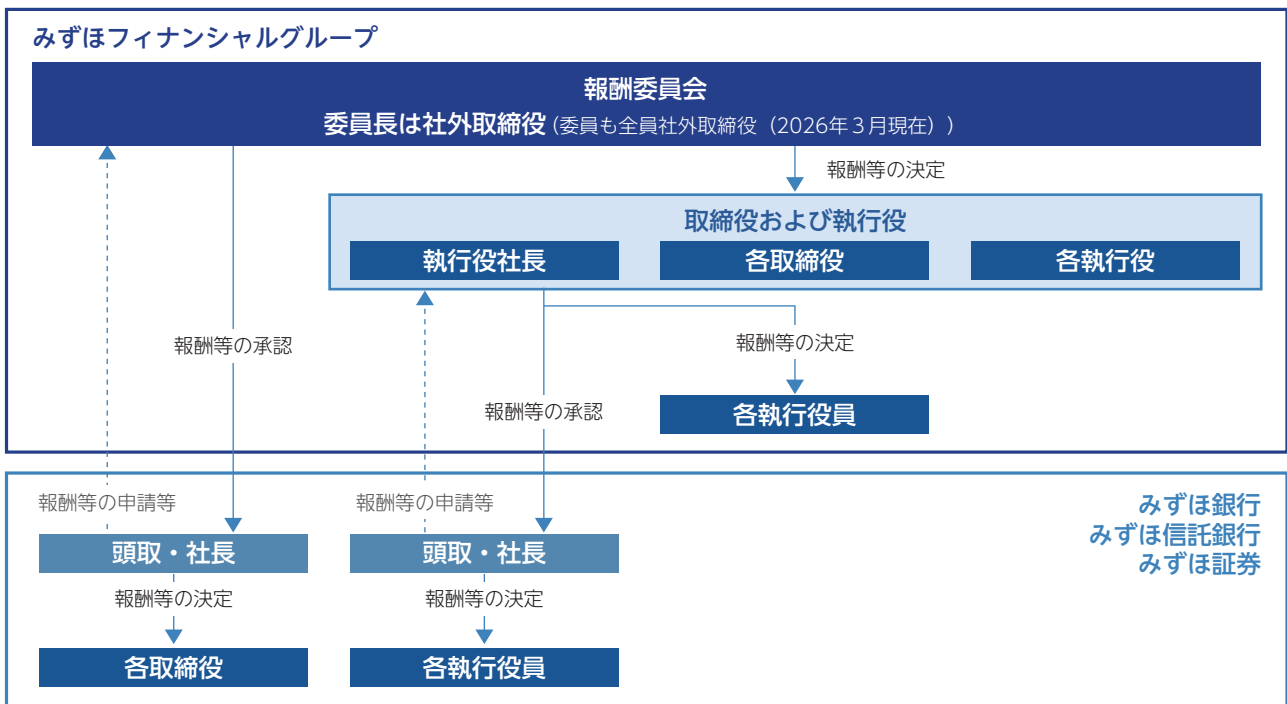 みずほフィナンシャルグループ
報酬委員会
委員長は社外取締役(委員も全員社外取締役（2026年３月現在）)
報酬等の決定
取締役および執行役
執行役社長
各取締役
各執行役
報酬等の承認
報酬等の決定
報酬等の承認
各執行役員
報酬等の申請等
報酬等の申請等
みずほ銀行
みずほ信託銀行
みずほ証券
頭取・社長
頭取・社長
報酬等の決定
報酬等の決定
各取締役
各執行役員